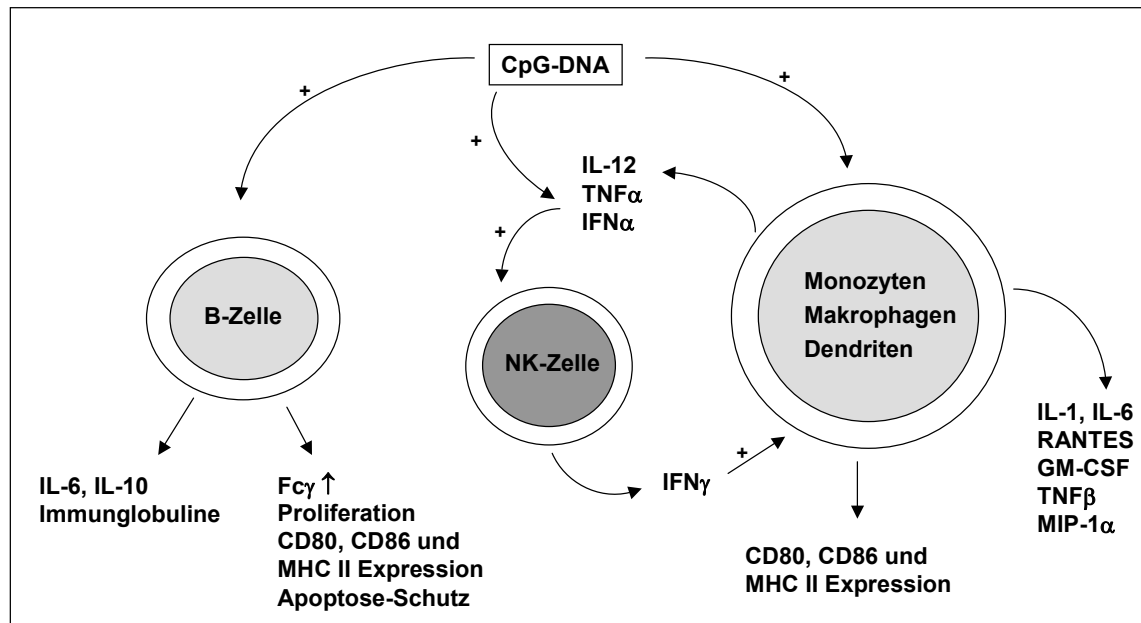 CpG-DNA
+
+
+
IL-12
TNFα
IFNα
+
B-Zelle
NK-Zelle
Monozyten
Makrophagen
Dendriten
IL-6, IL-10
Immunglobuline
Fcγ ↑
Proliferation
CD80, CD86 und
MHC II Expression
Apoptose-Schutz
IFNγ
+
CD80, CD86 und
MHC II Expression
IL-1, IL-6
RANTES
GM-CSF
TNFβ
MIP-1α